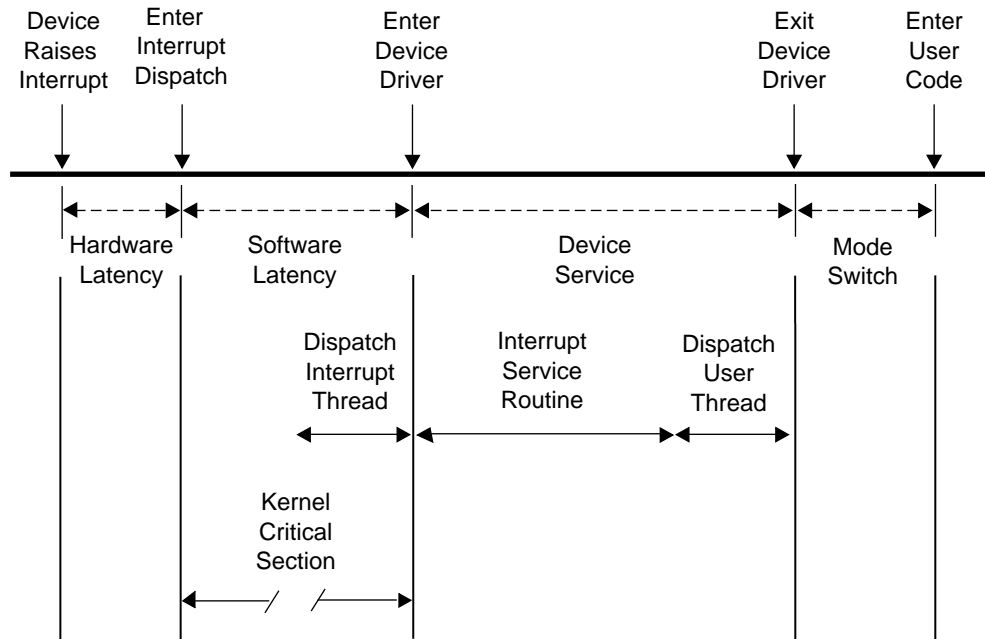 Device
Raises
Interrupt
Enter
Interrupt
Dispatch
Enter
Device
Driver
Exit
Device
Driver
Enter
User
Code
Hardware
Latency
Software
Latency
Device
Service
Mode
Switch
Dispatch
Interrupt
Thread
Interrupt
Service
Routine
Dispatch
User
Thread
Kernel
Critical
Section